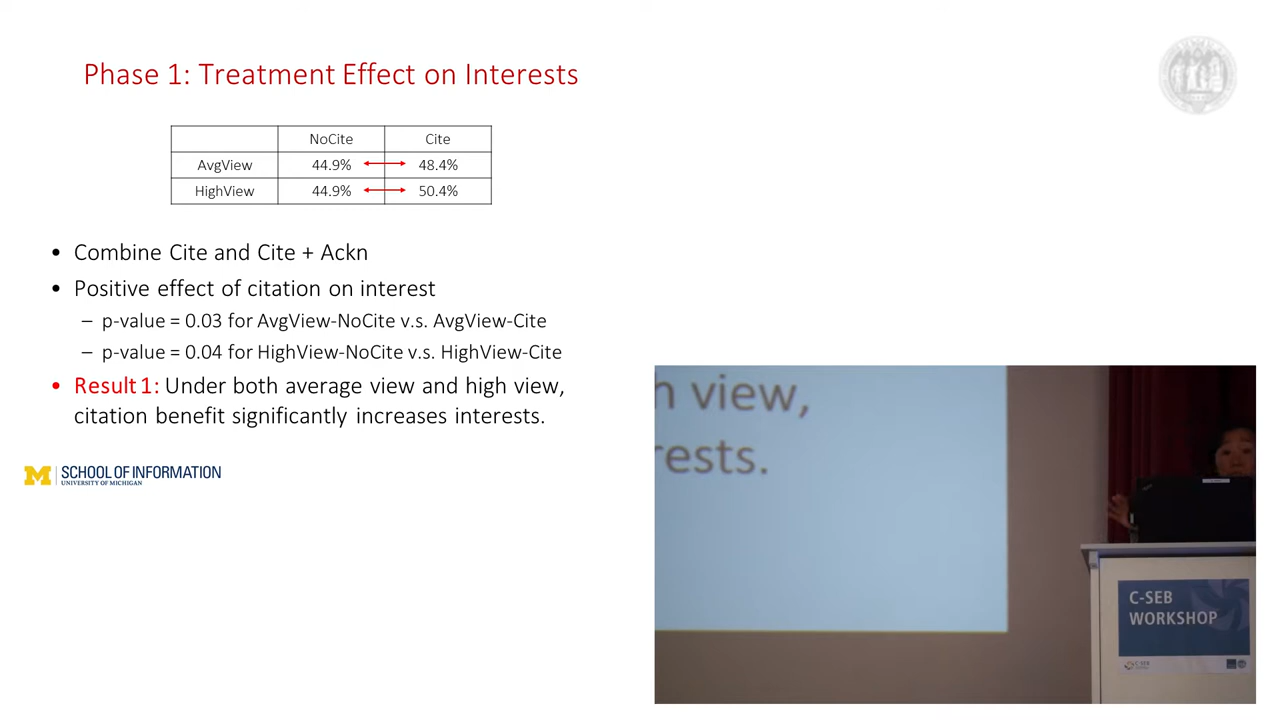 Phase 1: Treatment Effect on Interests
NoCite Cite
AvgView 44.9% 48.4%
HighView 44.9% 50.4%
• Combine Cite and Cite + Ackn
• Positive effect of citation on interest
– p-value = 0.03 for AvgView-NoCite v.s. AvgView-Cite
– p-value = 0.04 for HighView-NoCite v.s. HighView-Cite
• Result 1: Under both average view and high view,
citation benefit significantly increases interests.
M SCHOOL OF INFORMATION
UNIVERSITY OF MICHIGAN
h view,
rests.
C-SEB
WORKSHOP
C-SEB